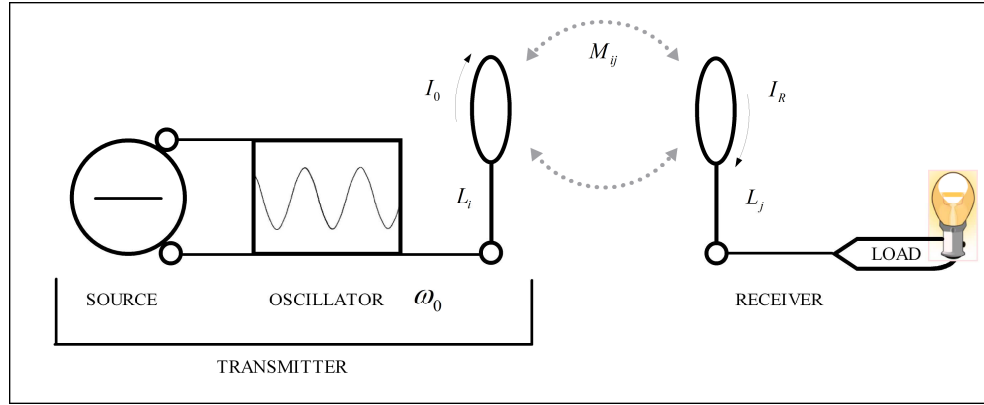 M_ij
I_0
I_R
L_i
L_j
LOAD
SOURCE
OSCILLATOR ω_0
RECEIVER
TRANSMITTER